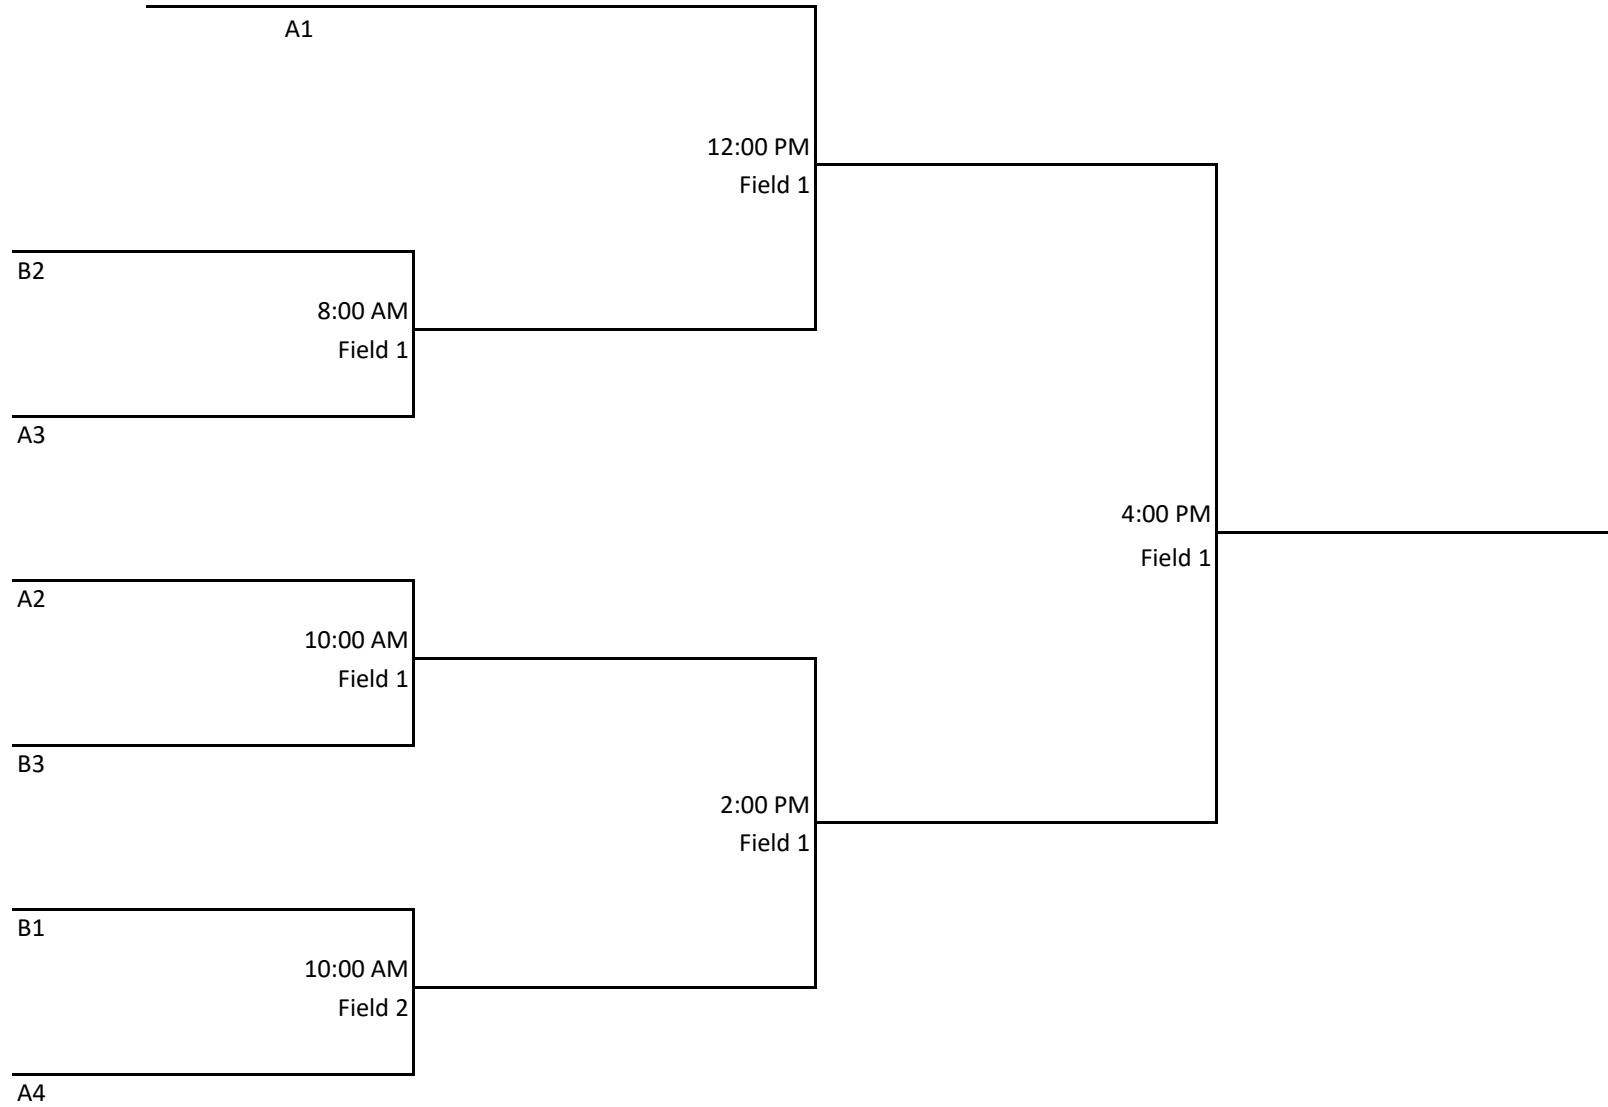 A1
12:00 PM
Field 1
B2
8:00 AM
Field 1
A3
4:00 PM
Field 1
A2
10:00 AM
Field 1
B3
2:00 PM
Field 1
B1
10:00 AM
Field 2
A4